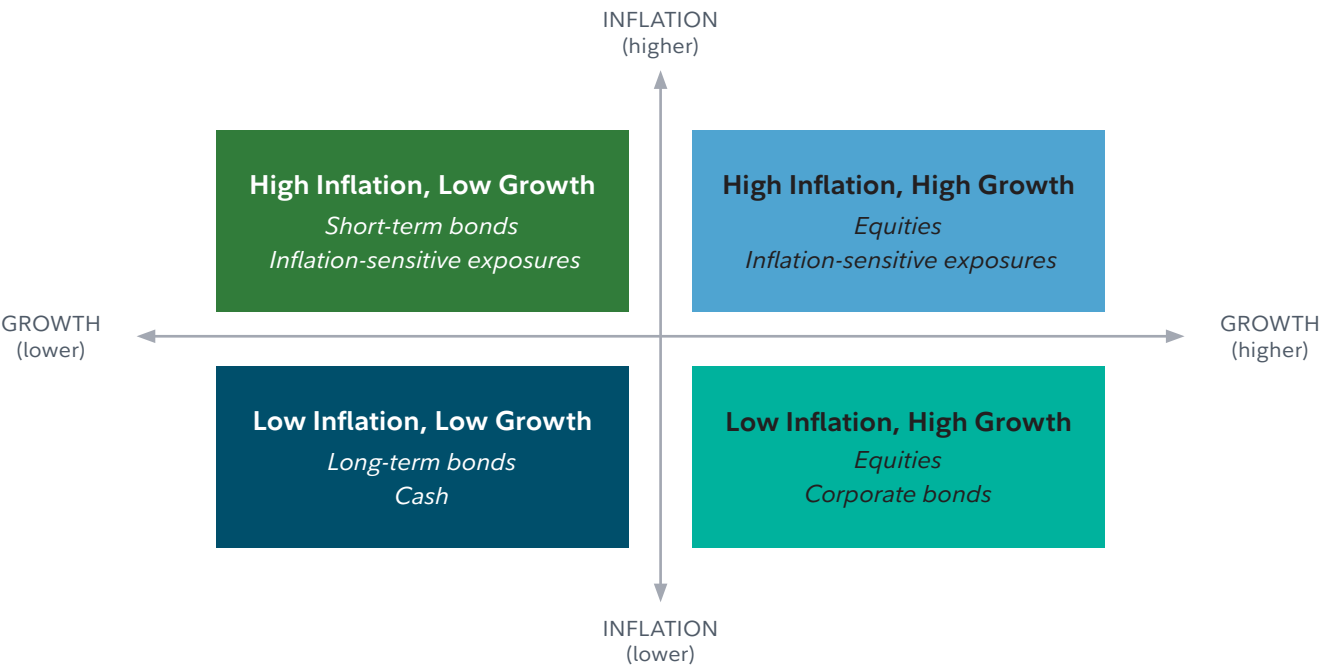 INFLATION
(higher)
High Inflation, Low Growth
Short-term bonds
Inflation-sensitive exposures
High Inflation, High Growth
Equities
Inflation-sensitive exposures
GROWTH
(lower)
GROWTH
(higher)
Low Inflation, Low Growth
Long-term bonds
Cash
Low Inflation, High Growth
Equities
Corporate bonds
INFLATION
(lower)